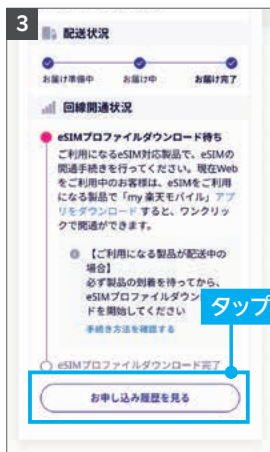 3
配送状況
お届け準備中 お届け中 お届け完了
回線開通状況
eSIMプロファイルダウンロード待ち
ご利用になるeSIM対応製品で、eSIMの
開通手続きを行ってください。現在Web
をご利用中のお客様は、eSIMをご利用
になる製品で「my 楽天モバイル」アプ
リをダウンロード すると、ワンクリッ
クで開通ができます。
【ご利用になる製品が配送中の
場合】
必ず製品の到着を待ってから、
eSIMプロファイルダウン
ドを開始してください
タップ
手続き方法を確認する
eSIMプロファイルダウンロード完了
お申し込み履歴を見る